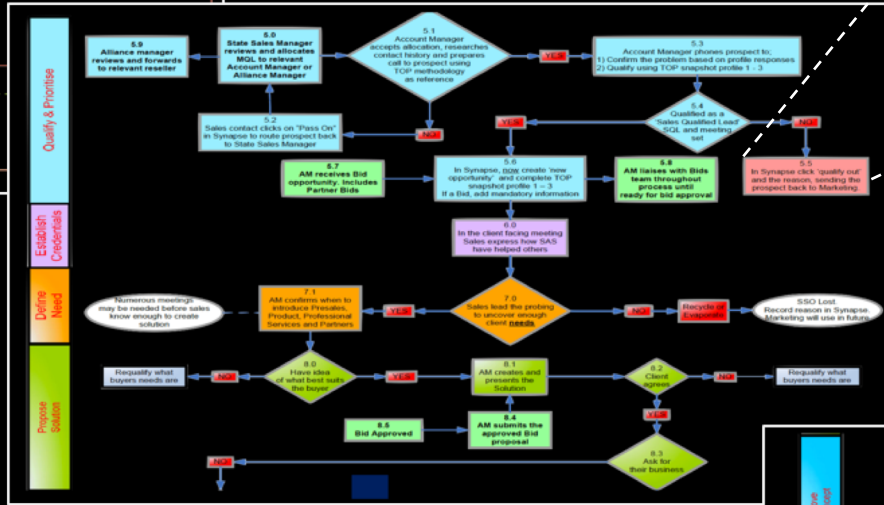 Qualify & Prioritise
5.9
Alliance manager
reviews and forwards
to relevant reseller
5.0
State Sales Manager
reviews and allocates
MQL to relevant
Account Manager or
Alliance Manager
5.1
Account Manager
accepts allocation, researches
contact history and prepares
call to prospect using
TOP methodology
as reference
YES
5.3
Account Manager phones prospect to;
1) Confirm the problem based on profile responses
2) Qualify using TOP snapshot profile 1 - 3
5.2
Sales contact clicks on "Pass On"
in Synapse to route prospect back
to State Sales Manager
NO
YES
5.4
Qualified as a
'Sales Qualified Lead'
SQL and meeting
set
NO
5.7
AM receives Bid
opportunity. Includes
Partner Bids
5.6
In Synapse, now create 'new
opportunity' and complete TOP
snapshot profile 1 – 3
If a Bid, add mandatory information
5.8
AM liaises with Bids
team throughout
process until
ready for bid approval
5.5
In Synapse click 'qualify out'
and the reason, sending the
prospect back to Marketing.
Establish
Credentials
6.0
In the client facing meeting
Sales express how SAS
have helped others
Define
Need
Numerous meetings
may be needed before sales
know enough to create
solution
7.1
AM confirms when to
introduce Presales,
Product, Professional
Services and Partners
YES
7.0
Sales lead the probing
to uncover enough
client needs
NO
Recycle or
Evaporate
SSO Lost.
Record reason in Synapse.
Marketing will use in future
Propose
Solution
Requalify what
buyers needs are
NO
8.0
Have idea
of what best suits
the buyer
YES
8.1
AM creates and
presents the
Solution
8.2
Client
agrees
NO
Requalify what
buyers needs are
8.5
Bid Approved
8.4
AM submits the
approved Bid
proposal
YES
8.3
Ask for
their business
NO